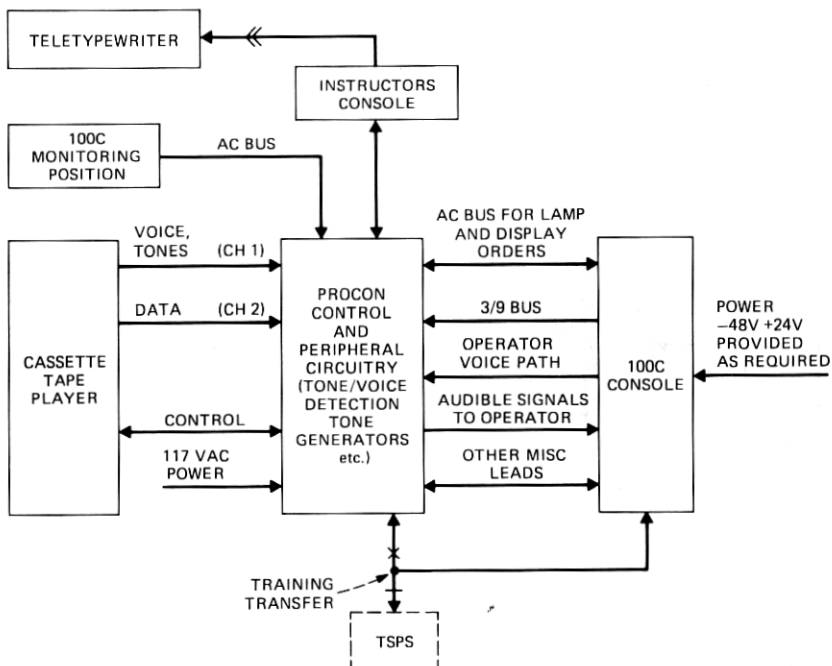 TELETYPEWRITER
INSTRUCTORS
CONSOLE
100C
MONITORING
POSITION
AC BUS
VOICE,
TONES (CH 1)
DATA (CH 2)
CASSETTE
TAPE
PLAYER
CONTROL
117 VAC
POWER
PROCON
CONTROL
AND
PERIPHERAL
CIRCUITRY
(TONE/VOICE
DETECTION
TONE
GENERATORS
etc.)
AC BUS FOR LAMP
AND DISPLAY
ORDERS
3/9 BUS
OPERATOR
VOICE PATH
AUDIBLE SIGNALS
TO OPERATOR
OTHER MISC
LEADS
100C
CONSOLE
POWER
−48V +24V
PROVIDED
AS REQUIRED
TRAINING
TRANSFER
TSPS